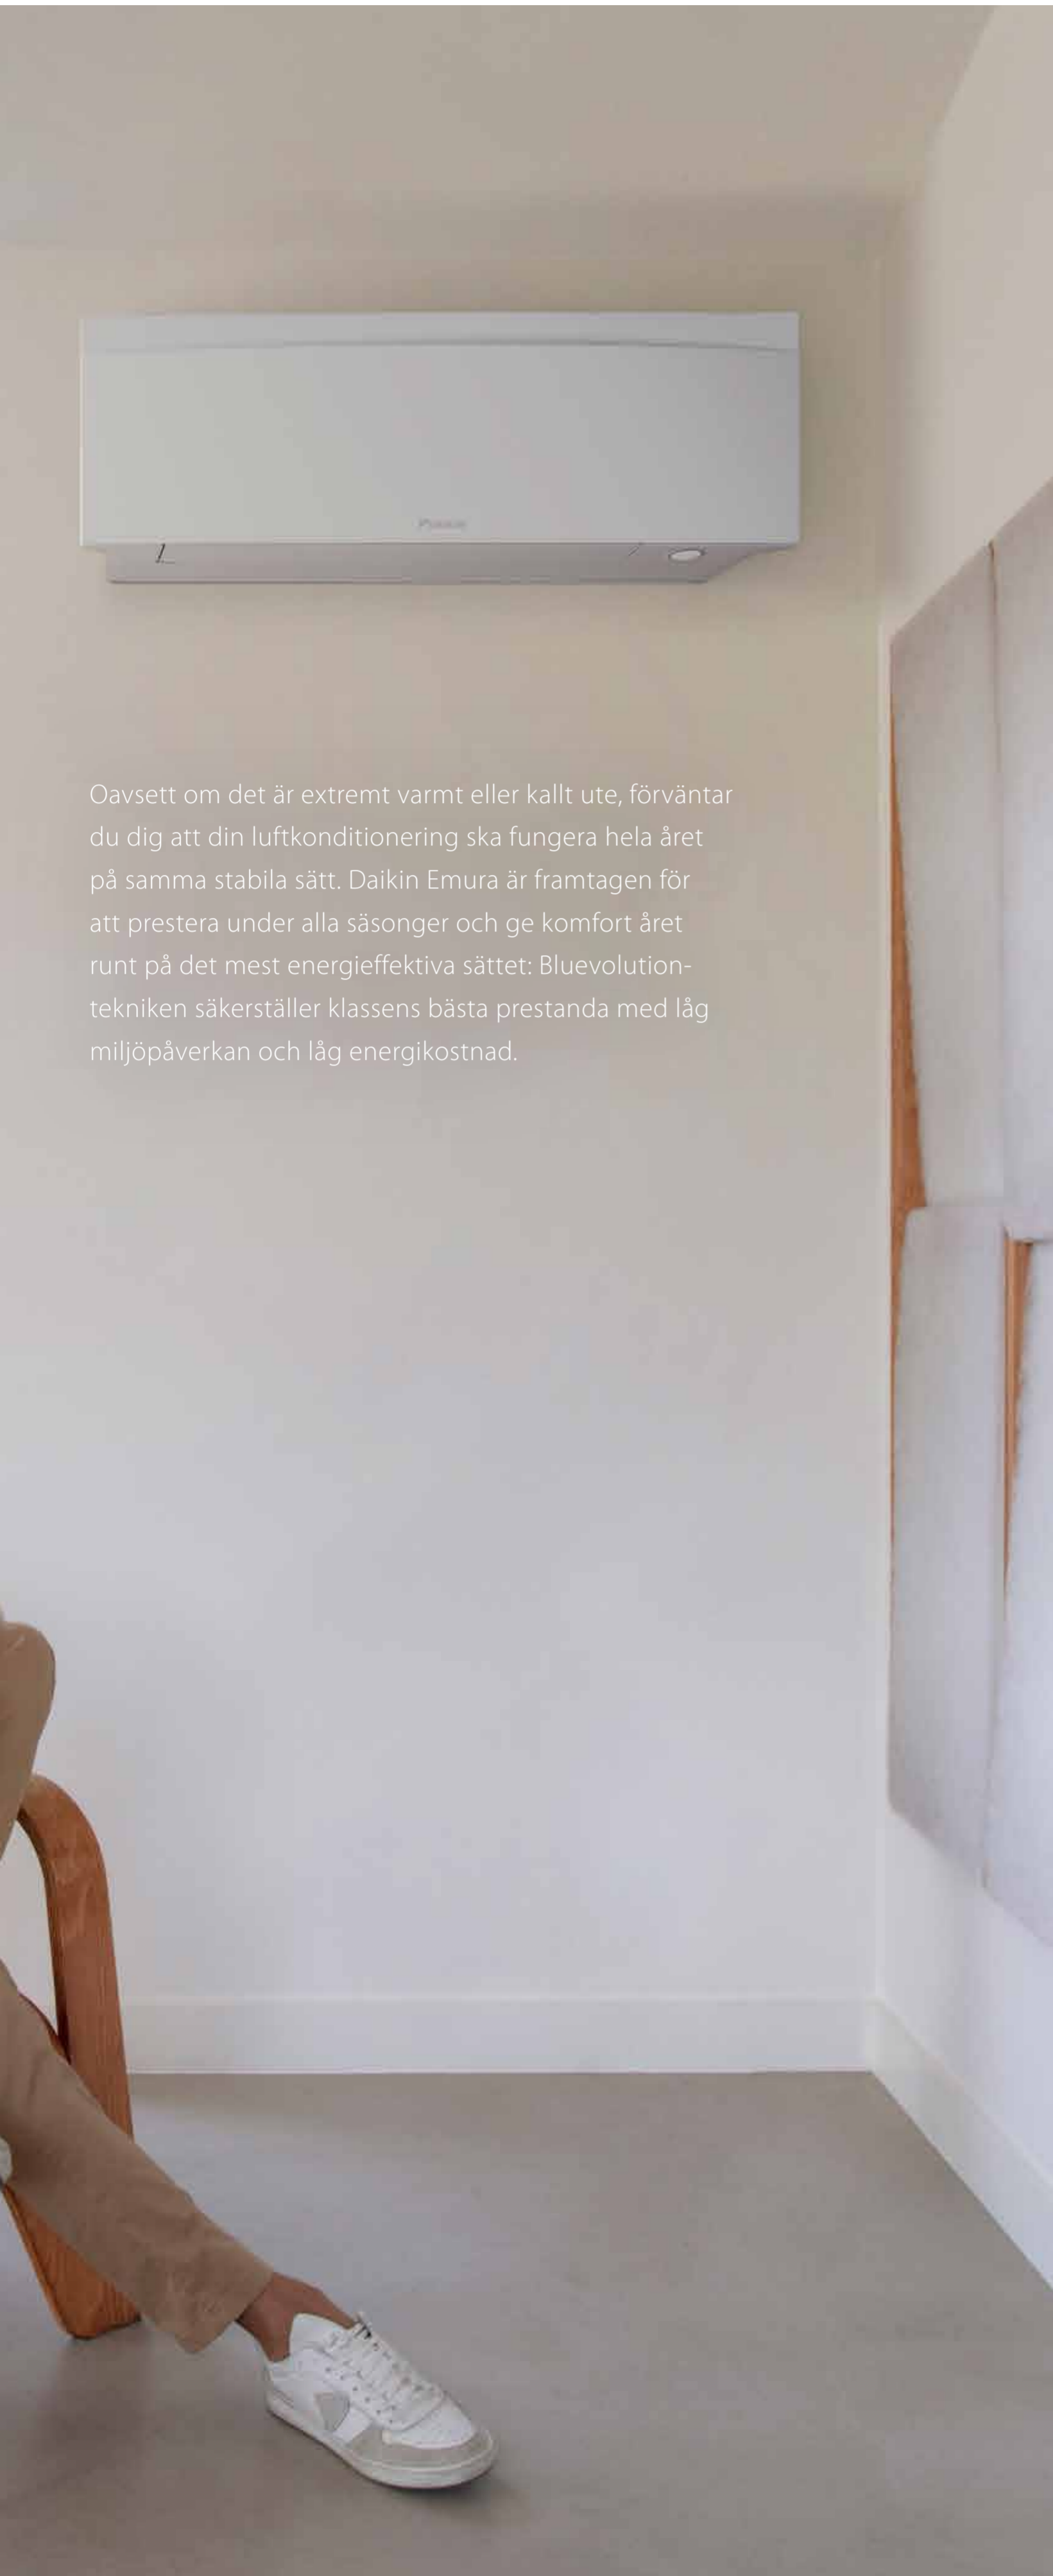 Oavsett om det är extremt varmt eller kallt ute, förväntar
du dig att din luftkonditionering ska fungera hela året
på samma stabila sätt. Daikin Emura är framtagen för
att prestera under alla säsonger och ge komfort året
runt på det mest energieffektiva sättet: Bluevolution-
tekniken säkerställer klassens bästa prestanda med låg
miljöpåverkan och låg energikostnad.